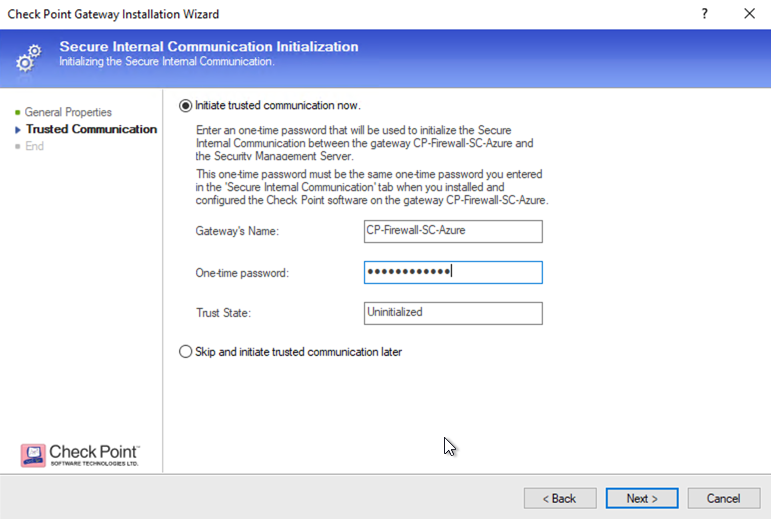 Check Point Gateway Installation Wizard
?
Secure Internal Communication Initialization
Initializing the Secure Internal Communication.
General Properties
Trusted Communication
End
Initiate trusted communication now.
Enter an one-time password that will be used to initialize the Secure
Internal Communication between the gateway CP-Firewall-SC-Azure and
the Security Management Server.
This one-time password must be the same one-time password you entered
in the 'Secure Internal Communication' tab when you installed and
configured the Check Point software on the gateway CP-Firewall-SC-Azure.
Gateway's Name: CP-Firewall-SC-Azure
One-time password: ••••••••••••
Trust State: Uninitialized
Skip and initiate trusted communication later
Check Point™
SOFTWARE TECHNOLOGIES LTD.
< Back Next > Cancel